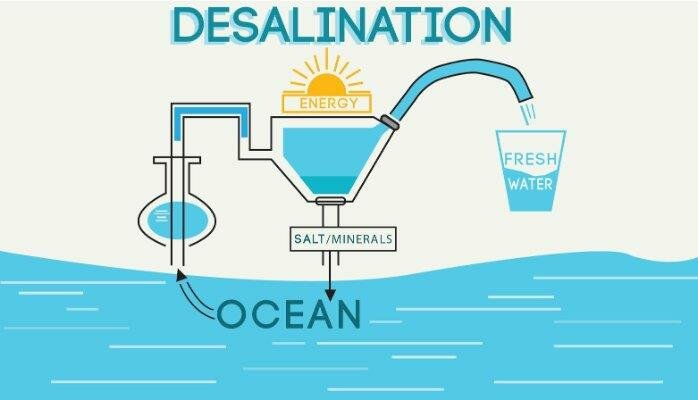 DESALINATION
ENERGY
FRESH
WATER
SALT/MINERALS
OCEAN